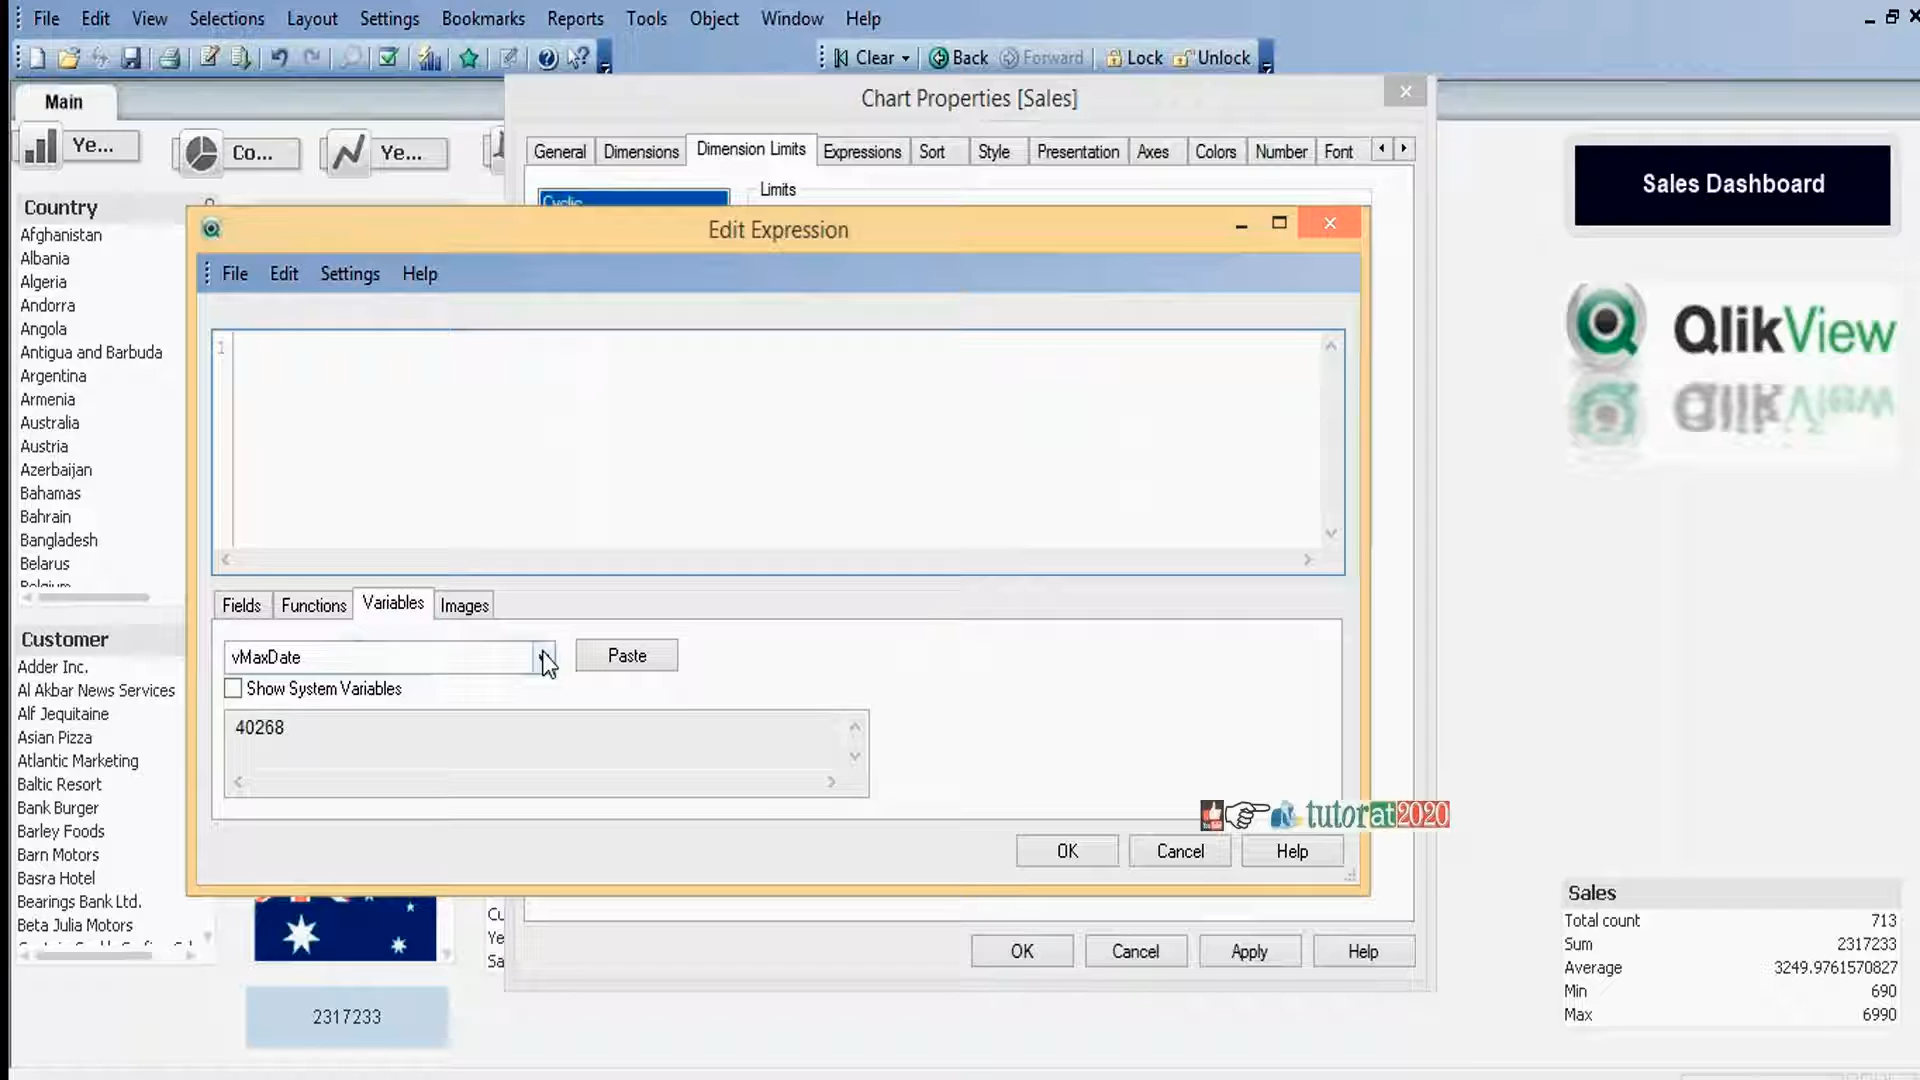 File Edit View Selections Layout Settings Bookmarks Reports Tools Object Window Help
Clear Back Forward Lock Unlock
Main
Chart Properties [Sales]
Ye... Co... Ye...
General Dimensions Dimension Limits Expressions Sort Style Presentation Axes Colors Number Font
Limits
Cyclic
Sales Dashboard
QlikView
Country
Afghanistan
Albania
Algeria
Andorra
Angola
Antigua and Barbuda
Argentina
Armenia
Australia
Austria
Azerbaijan
Bahamas
Bahrain
Bangladesh
Belarus
Belgium
Edit Expression
File Edit Settings Help
1
Fields Functions Variables Images
vMaxDate
Paste
Show System Variables
40268
OK Cancel Help
tutorat2020
Customer
Adder Inc.
Al Akbar News Services
Alf Jequitaine
Asian Pizza
Atlantic Marketing
Baltic Resort
Bank Burger
Barley Foods
Barn Motors
Basra Hotel
Bearings Bank Ltd.
Beta Julia Motors
Cu
Ye
Sa
OK Cancel Apply Help
2317233
Sales
Total count 713
Sum 2317233
Average 3249.9761570827
Min 690
Max 6990